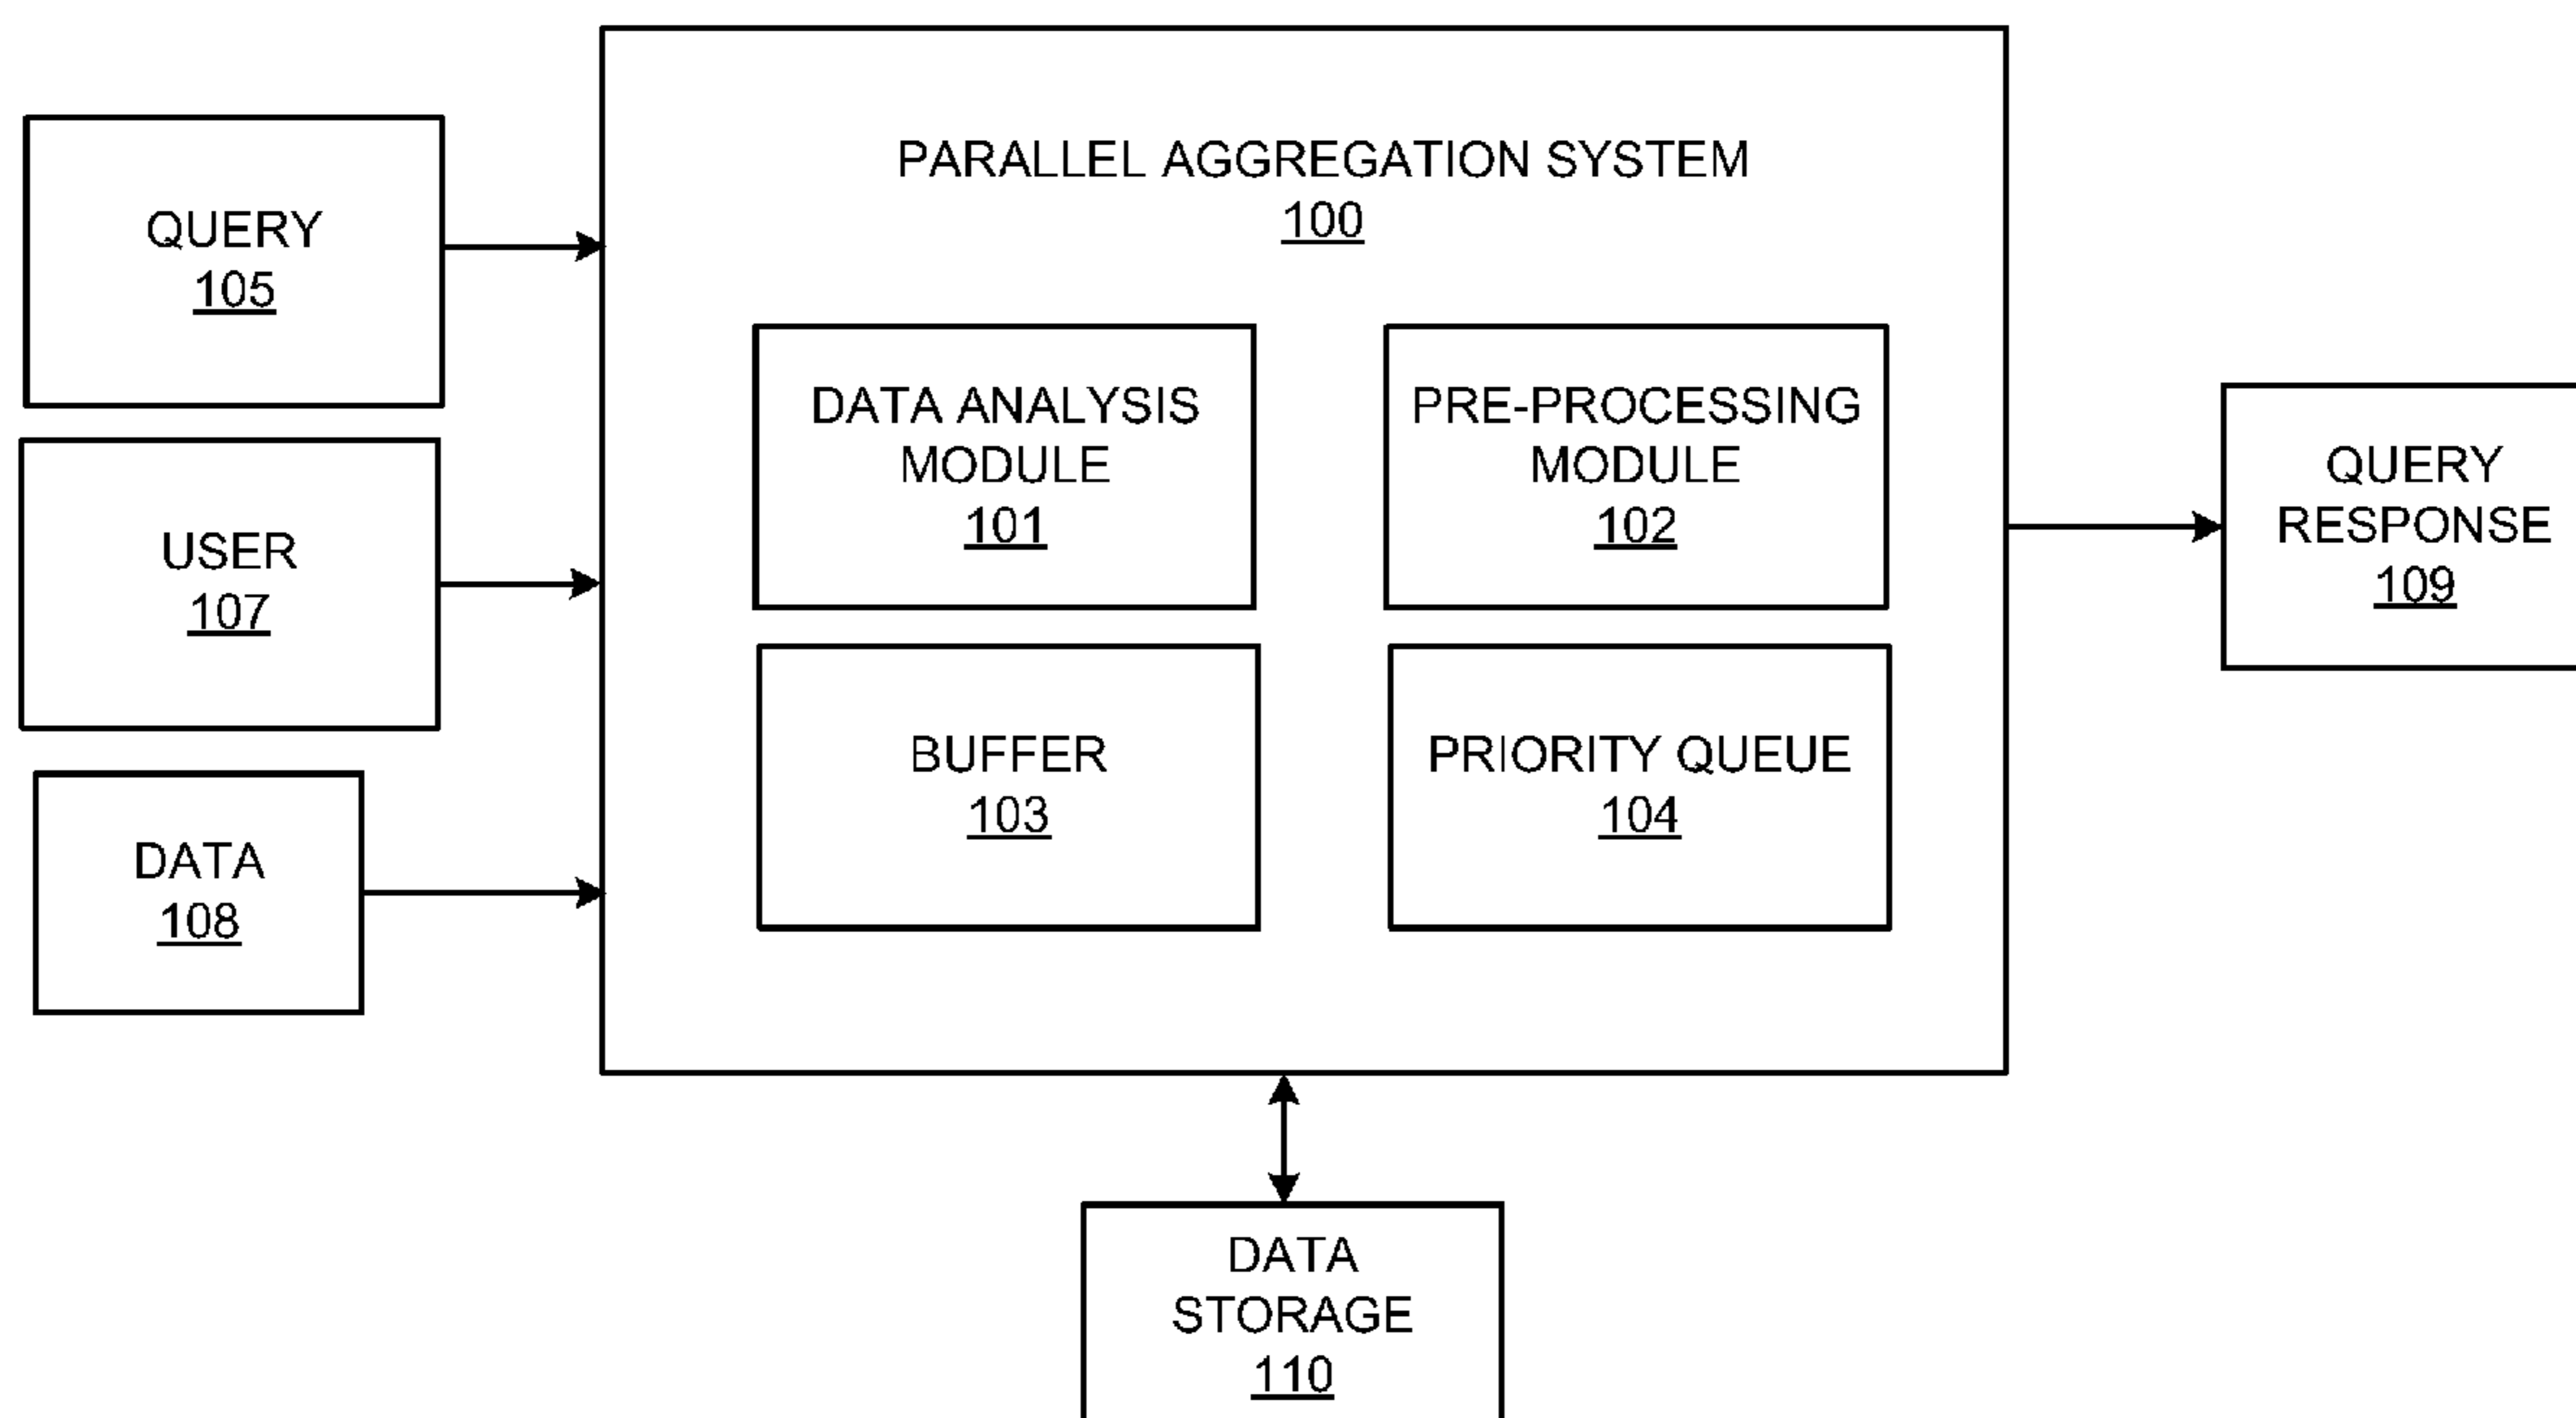 PARALLEL AGGREGATION SYSTEM
100
QUERY
105
USER
107
DATA
108
DATA ANALYSIS
MODULE
101
PRE-PROCESSING
MODULE
102
BUFFER
103
PRIORITY QUEUE
104
QUERY
RESPONSE
109
DATA
STORAGE
110